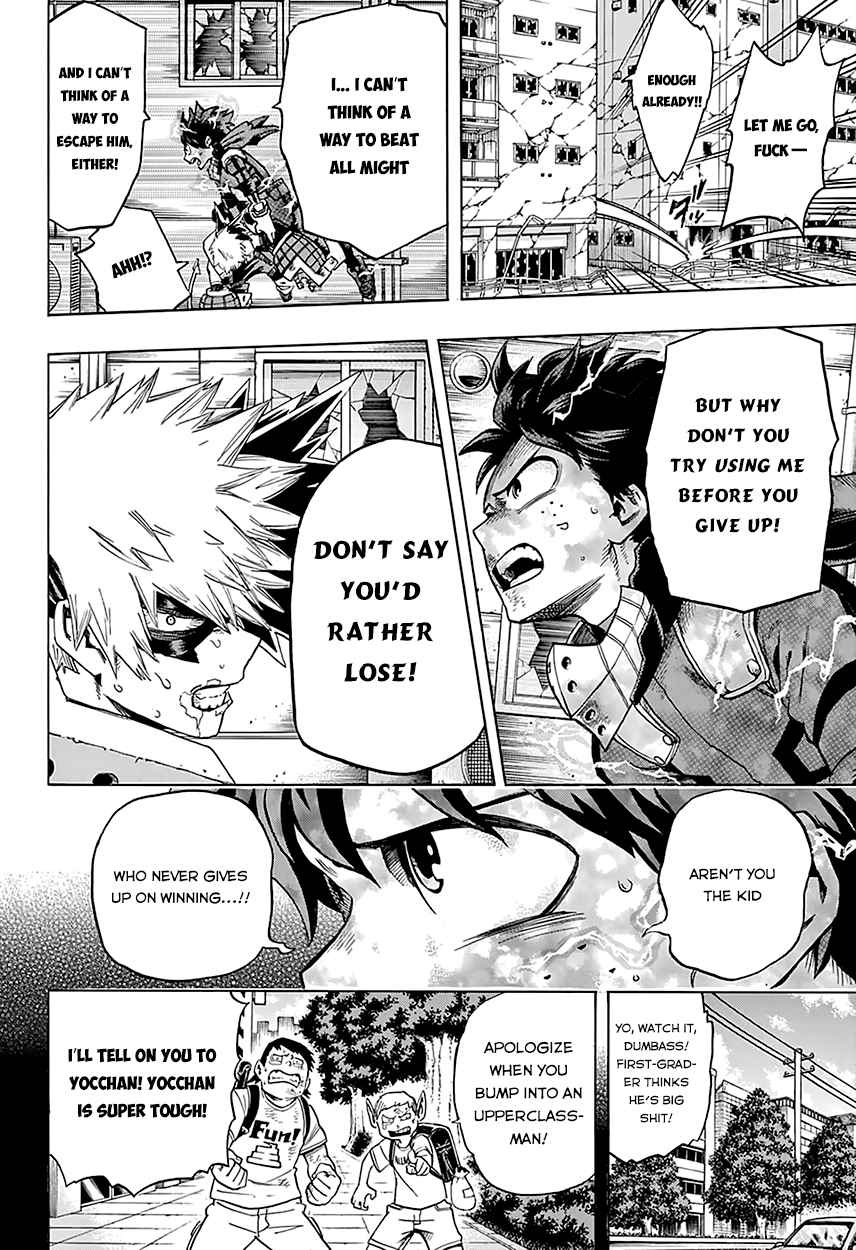 LET ME GO,
FUCK—
ENOUGH
ALREADY!!
I... I CAN'T
THINK OF A
WAY TO BEAT
ALL MIGHT
AND I CAN'T
THINK OF A
WAY TO
ESCAPE HIM,
EITHER!
AHH!?
BUT WHY
DON'T YOU
TRY USING ME
BEFORE YOU
GIVE UP!
DON'T SAY
YOU'D
RATHER
LOSE!
AREN'T YOU
THE KID
WHO NEVER GIVES
UP ON WINNING...!!
YO, WATCH IT,
DUMBASS!
FIRST-GRAD-
ER THINKS
HE'S BIG
SHIT!
APOLOGIZE
WHEN YOU
BUMP INTO AN
UPPERCLASS-
MAN!
I'LL TELL ON YOU TO
YOCCHAN! YOCCHAN
IS SUPER TOUGH!
Fun!